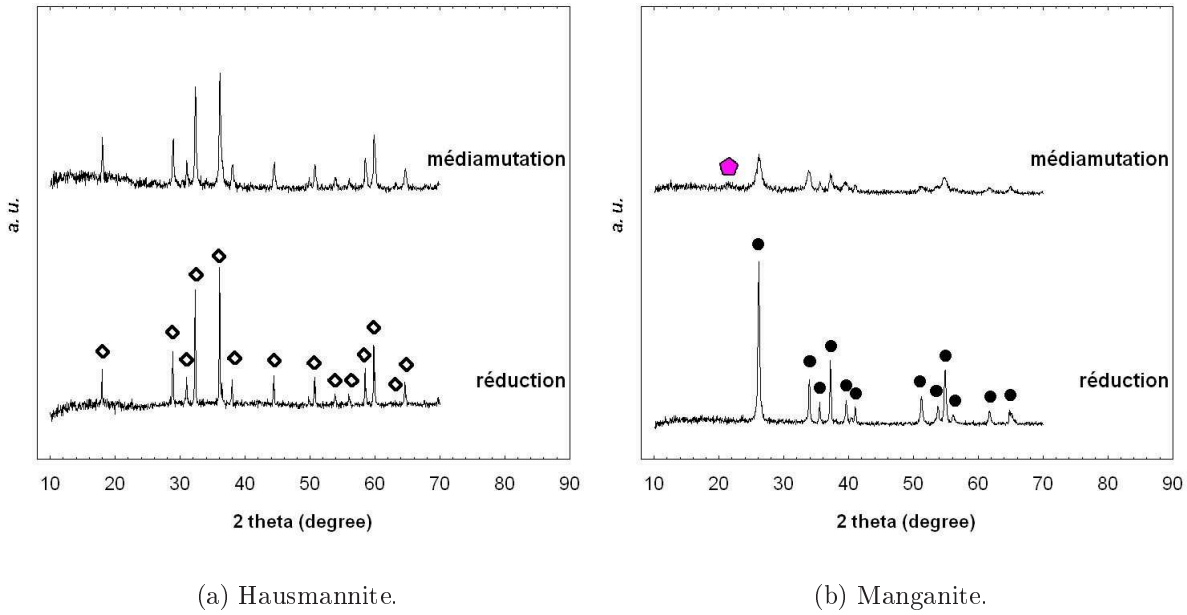 médiamutation
réduction
a. u.
10 20 30 40 50 60 70 80 90
2 theta (degree)
(a) Hausmannite.
médiamutation
réduction
a. u.
10 20 30 40 50 60 70 80 90
2 theta (degree)
(b) Manganite.